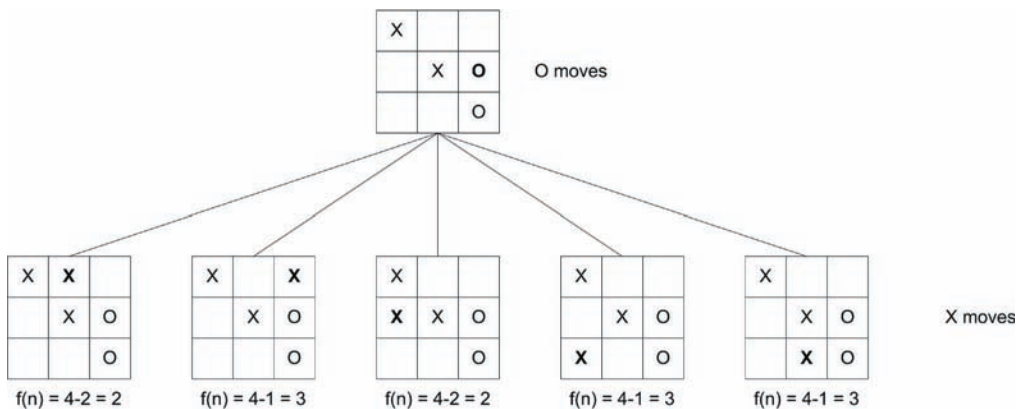 X
X O O moves
O
X X
X O
O
f(n) = 4-2 = 2
X X
X O
O
f(n) = 4-1 = 3
X
X X O
O
f(n) = 4-2 = 2
X
X O
X O
f(n) = 4-1 = 3
X
X O
X O
f(n) = 4-1 = 3
X moves